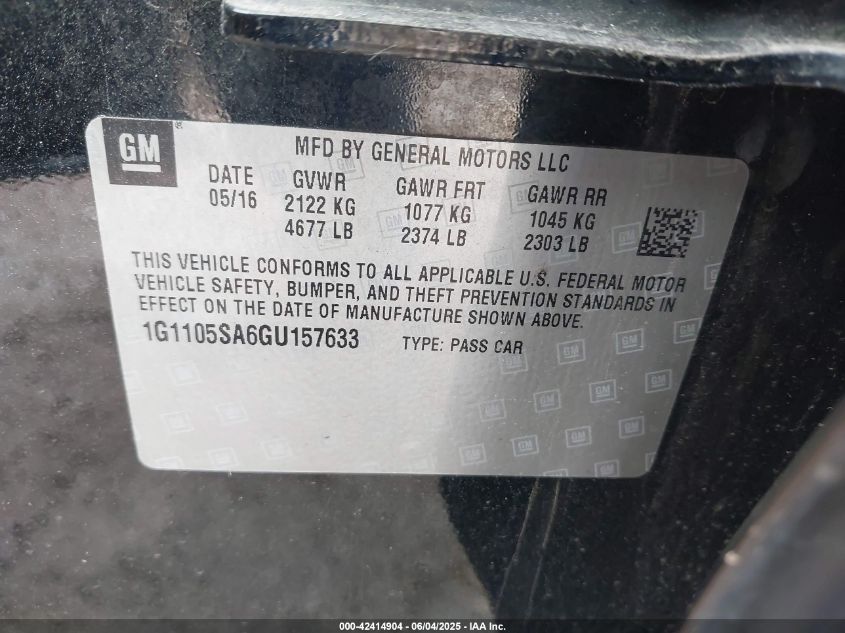 GM
MFD BY GENERAL MOTORS LLC
DATE GVWR GAWR FRT GAWR RR
05/16 2122 KG 1077 KG 1045 KG
4677 LB 2374 LB 2303 LB
THIS VEHICLE CONFORMS TO ALL APPLICABLE U.S. FEDERAL MOTOR
VEHICLE SAFETY, BUMPER, AND THEFT PREVENTION STANDARDS IN
EFFECT ON THE DATE OF MANUFACTURE SHOWN ABOVE.
1G1105SA6GU157633 TYPE: PASS CAR
000-42414904 - 06/04/2025 - IAA Inc.